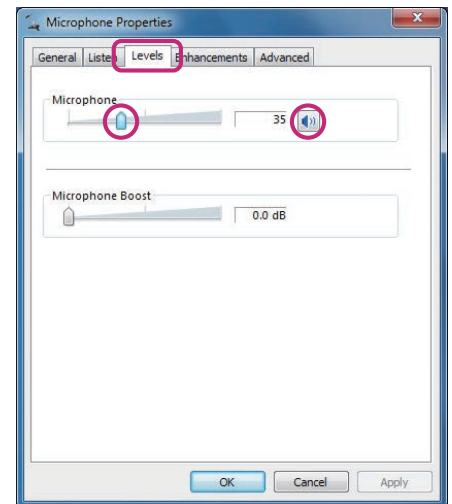 Microphone Properties
General Listen Levels Enhancements Advanced
Microphone
35
Microphone Boost
0.0 dB
OK Cancel Apply